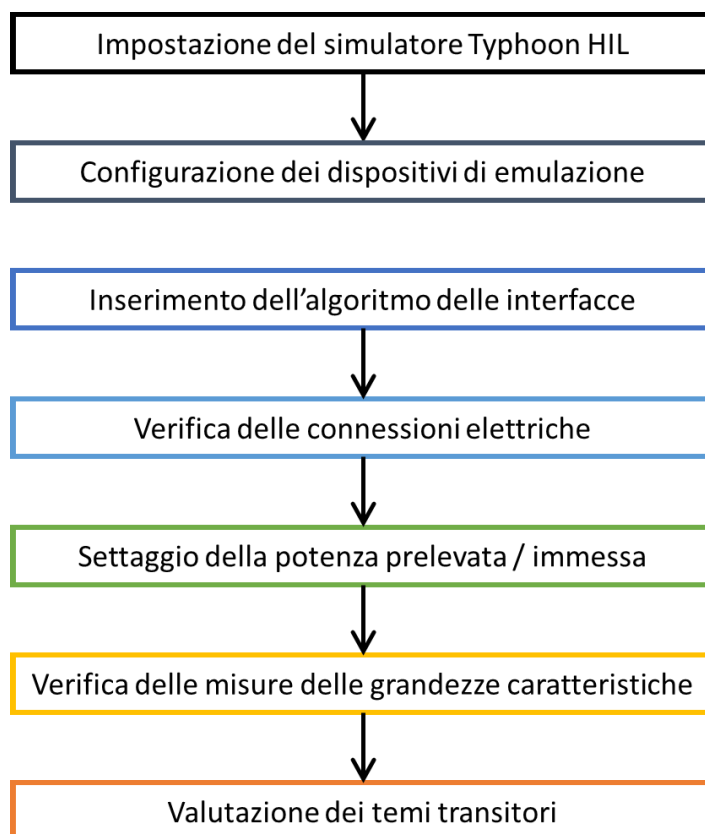 Impostazione del simulatore Typhoon HIL
Configurazione dei dispositivi di emulazione
Inserimento dell'algoritmo delle interfacce
Verifica delle connessioni elettriche
Settaggio della potenza prelevata / immessa
Verifica delle misure delle grandezze caratteristiche
Valutazione dei temi transitori